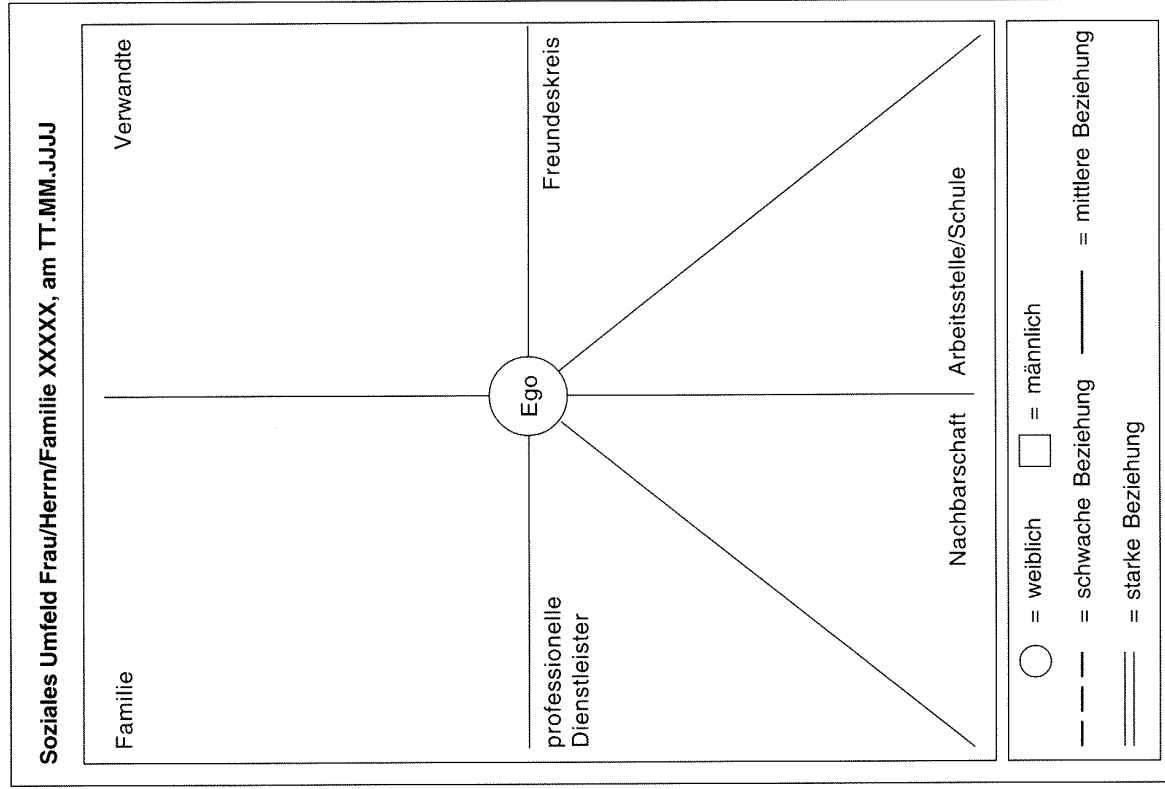 Soziales Umfeld Frau/Herrn/Familie XXXXX, am TT.MM.JJJJ
Familie
Verwandte
Ego
professionelle
Dienstleister
Freundeskreis
Nachbarschaft
Arbeitsstelle/Schule
= weiblich = männlich
= schwache Beziehung = mittlere Beziehung
= starke Beziehung